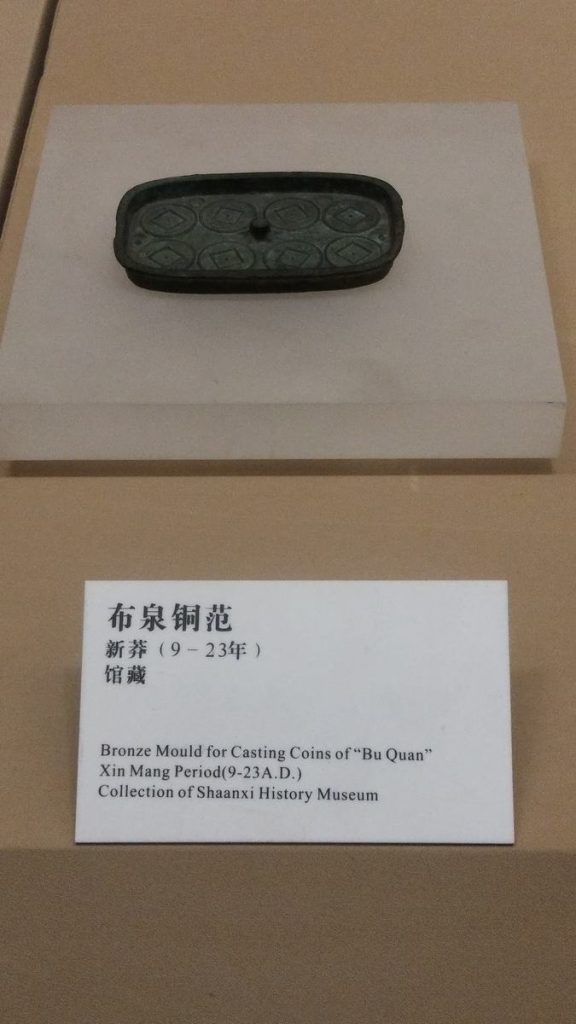 布泉铜范
新莽（9－23年）
馆藏
Bronze Mould for Casting Coins of “Bu Quan”
Xin Mang Period(9-23A.D.)
Collection of Shaanxi History Museum